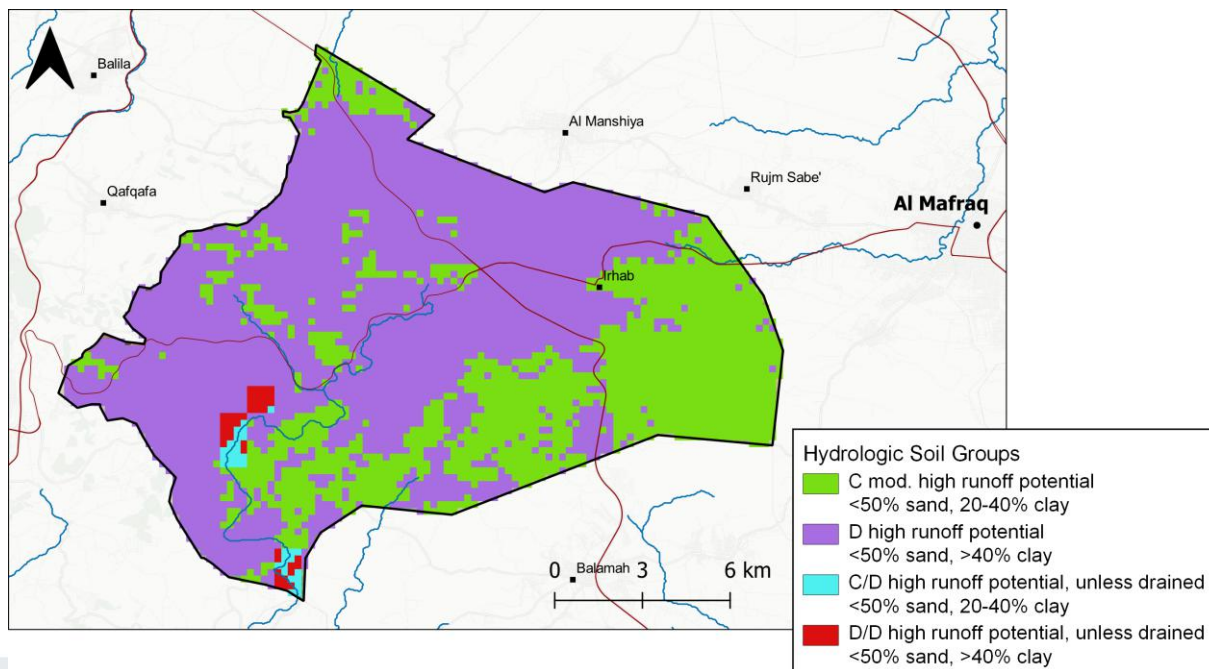 Balila
Al Manshiya
Qafqafa
Rujm Sabe'
Al Mafraq
Irhab
Balamah
0 3 6 km
Hydrologic Soil Groups
C mod. high runoff potential
<50% sand, 20-40% clay
D high runoff potential
<50% sand, >40% clay
C/D high runoff potential, unless drained
<50% sand, 20-40% clay
D/D high runoff potential, unless drained
<50% sand, >40% clay